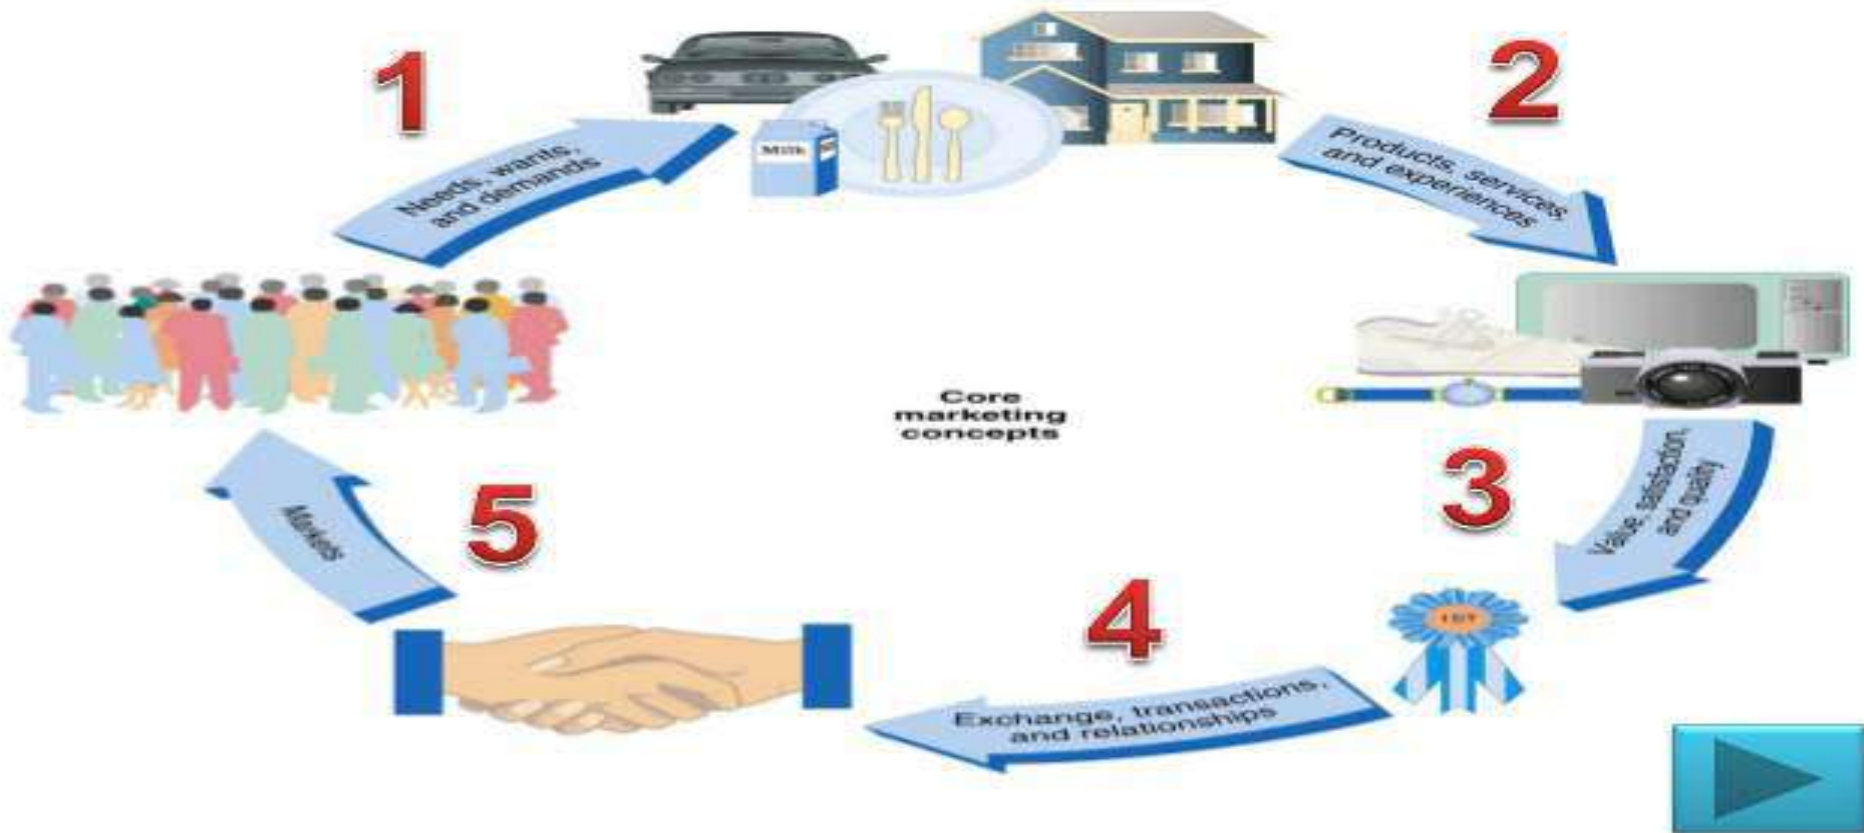 1
Needs, wants,
and demands
Milk
2
Products, services,
and experiences
Core
marketing
concepts
3
Value, satisfaction,
and quality
1ST
4
Exchange, transactions,
and relationships
5
Markets